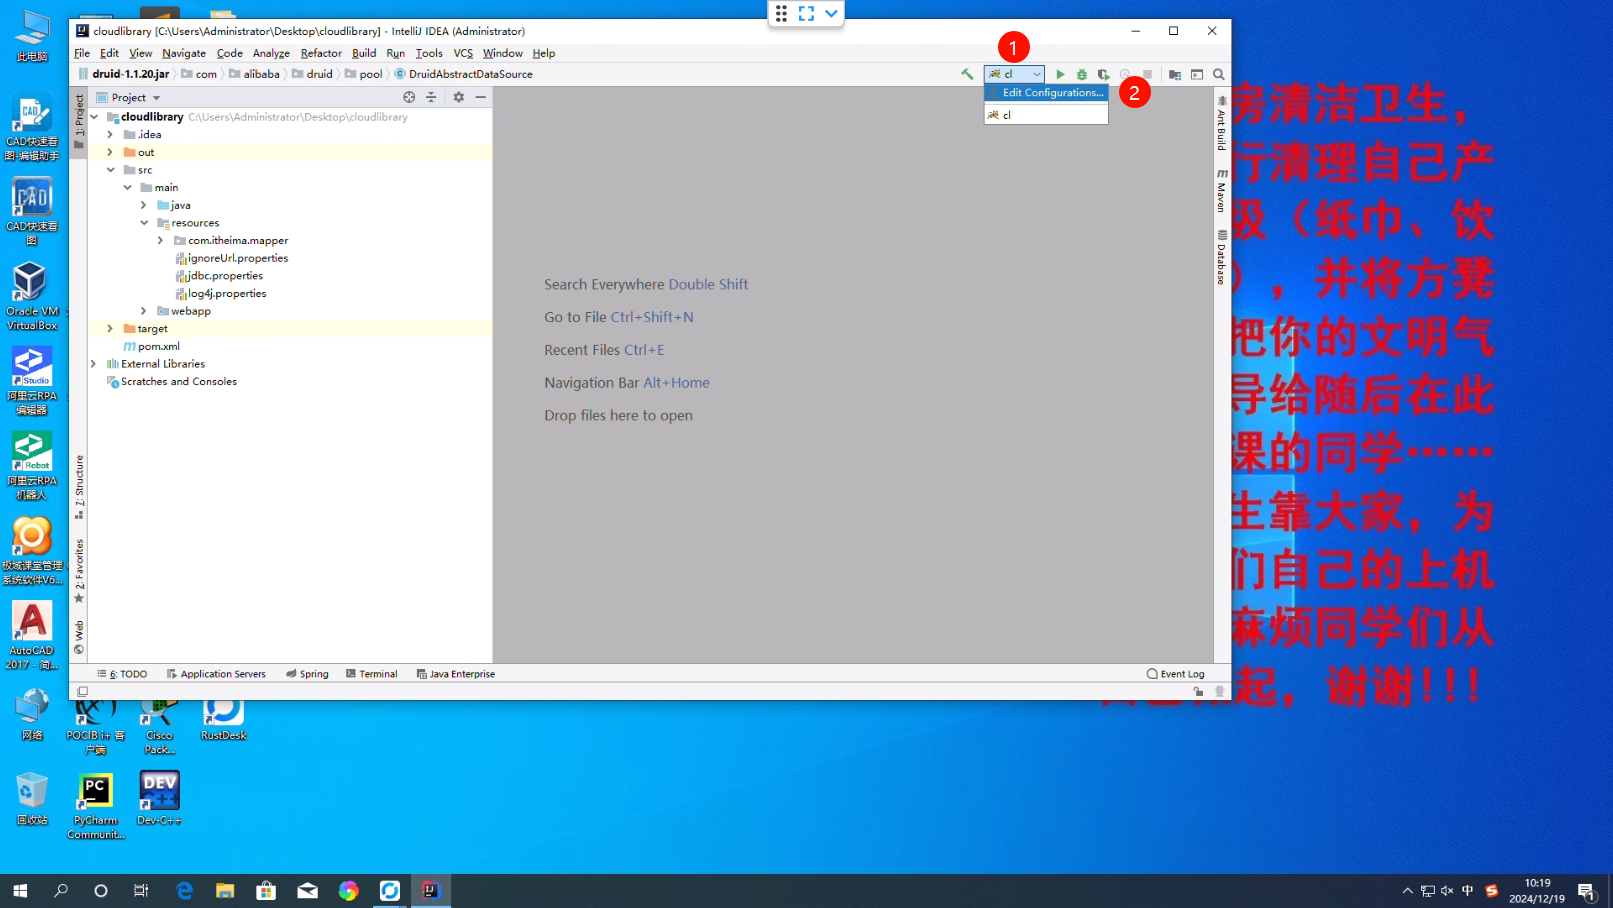 cloudlibrary [C:\Users\Administrator\Desktop\cloudlibrary] - IntelliJ IDEA (Administrator)
File Edit View Navigate Code Analyze Refactor Build Run Tools VCS Window Help
druid-1.1.20.jar com alibaba druid pool DruidAbstractDataSource
cl
1
Edit Configurations...
2
cl
Project
1: Project
cloudlibrary C:\Users\Administrator\Desktop\cloudlibrary
.idea
out
src
main
java
resources
com.itheima.mapper
ignoreUrl.properties
jdbc.properties
log4j.properties
webapp
target
pom.xml
External Libraries
Scratches and Consoles
Search Everywhere Double Shift
Go to File Ctrl+Shift+N
Recent Files Ctrl+E
Navigation Bar Alt+Home
Drop files here to open
Ant Build
Maven
Database
7: Structure
2: Favorites
Web
6: TODO Application Servers Spring Terminal Java Enterprise Event Log
此电脑
CAD快速看
图-编辑助手
CAD快速看
图
Oracle VM
VirtualBox
阿里云RPA
编辑器
阿里云RPA
机器人
极域课堂管理
系统软件V6...
AutoCAD
2017 - 简...
网络
POCIB i+ 客
户端
Cisco
Pack...
RustDesk
回收站
PyCharm
Communit...
Dev-C++
房清洁卫生，
行清理自己产
圾（纸巾、饮
），并将方凳
把你的文明气
导给随后在此
课的同学……
生靠大家，为
们自己的上机
麻烦同学们从
起，谢谢!!!
中
10:19
2024/12/19
1